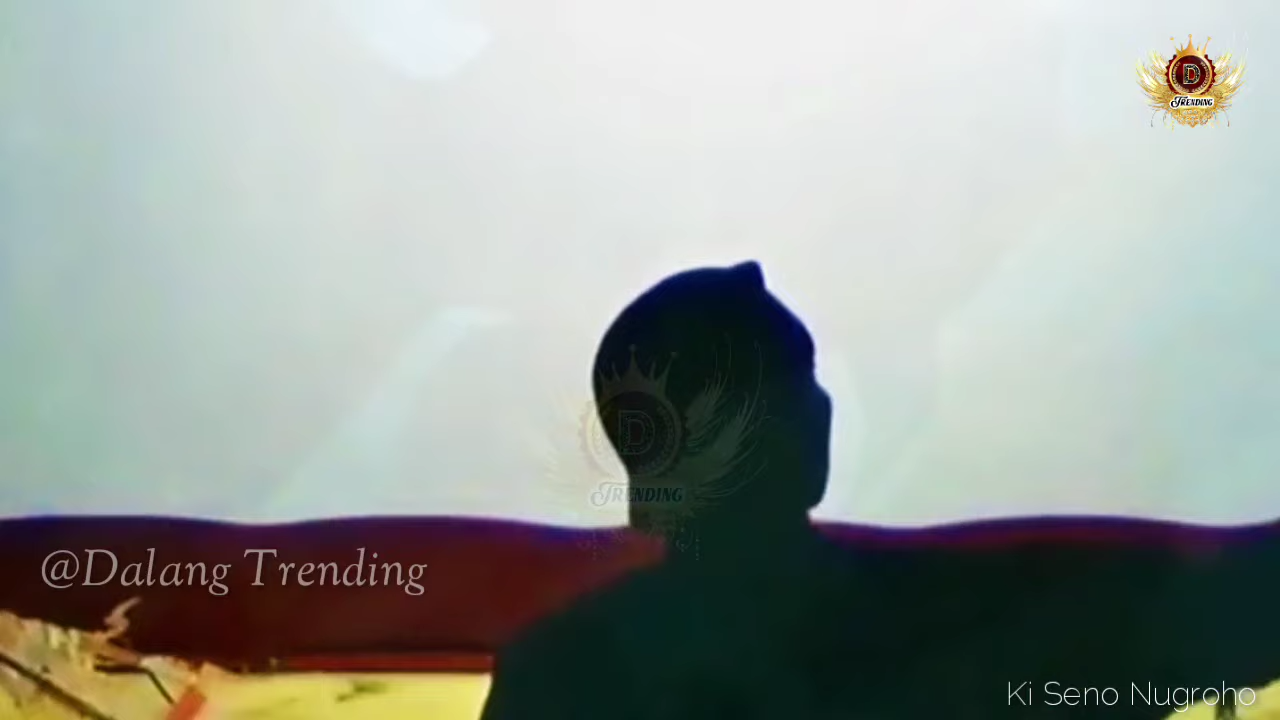 D
TRENDING
D
TRENDING
@Dalang Trending
Ki Seno Nugroho